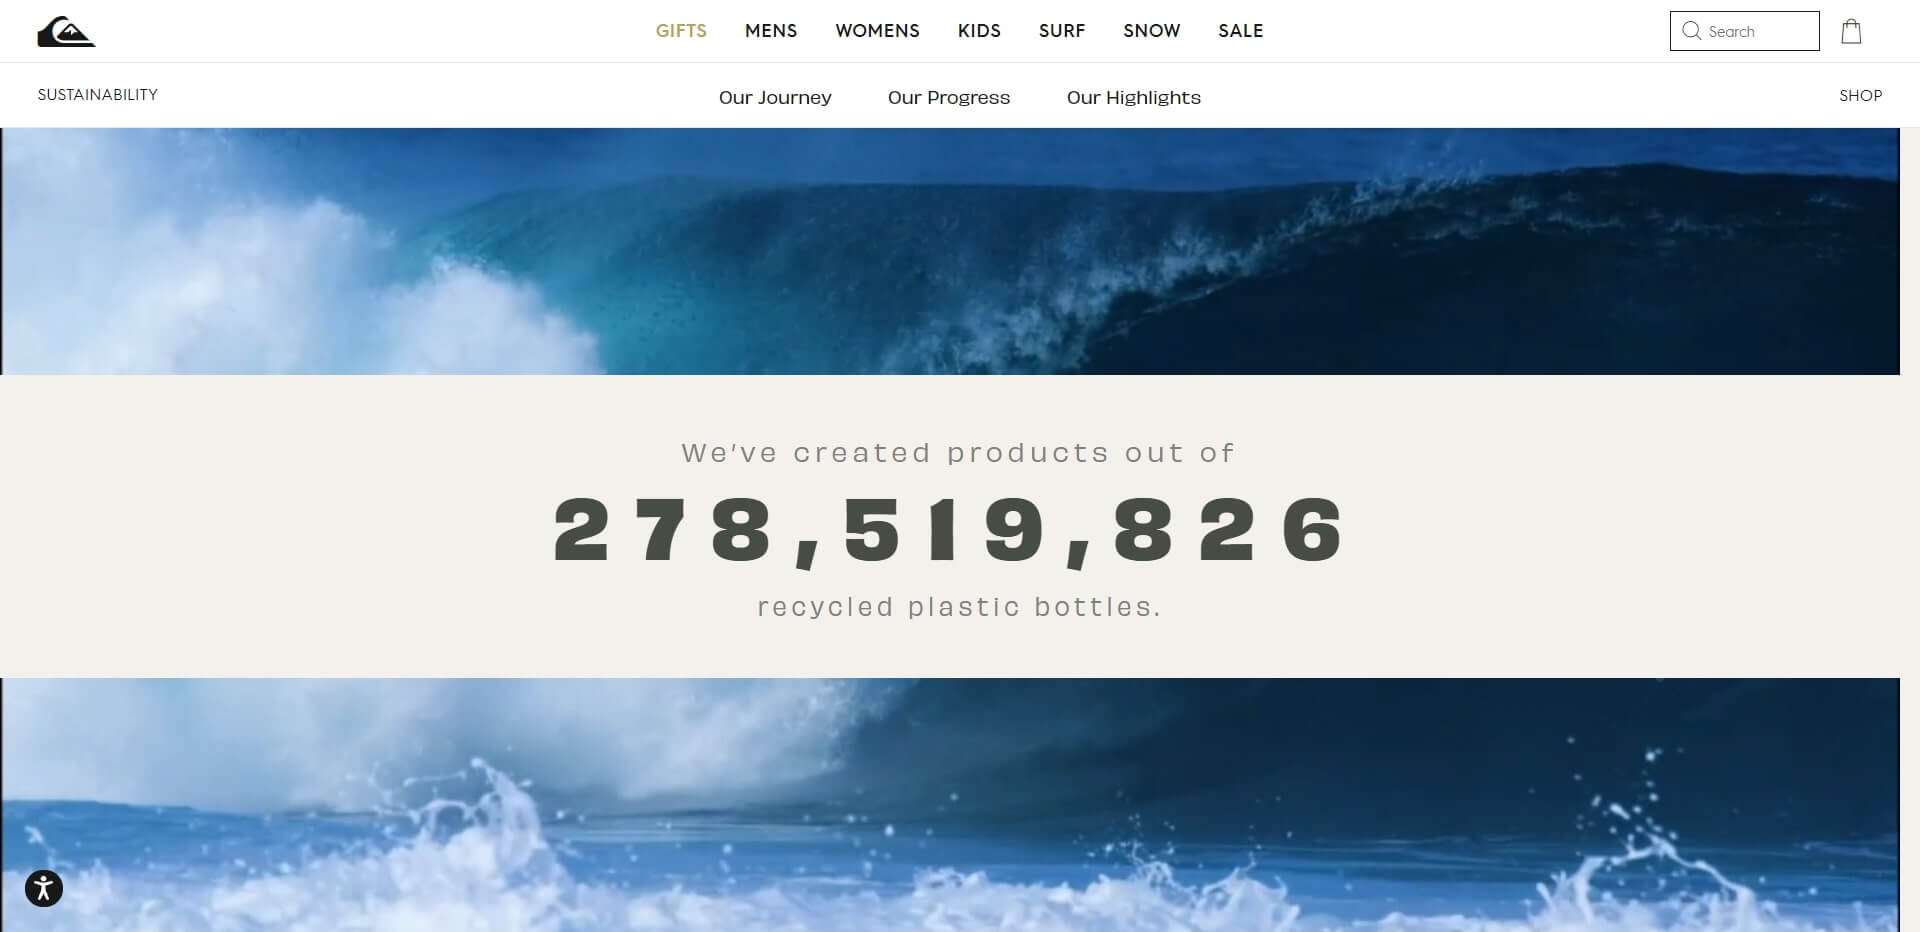 GIFTS MENS WOMENS KIDS SURF SNOW SALE Search
SUSTAINABILITY Our Journey Our Progress Our Highlights SHOP
We've created products out of
278,519,826
recycled plastic bottles.